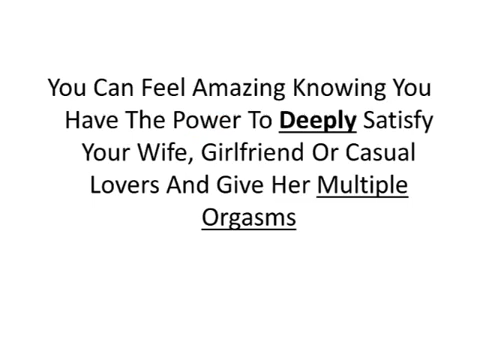 You Can Feel Amazing Knowing You
Have The Power To Deeply Satisfy
Your Wife, Girlfriend Or Casual
Lovers And Give Her Multiple
Orgasms